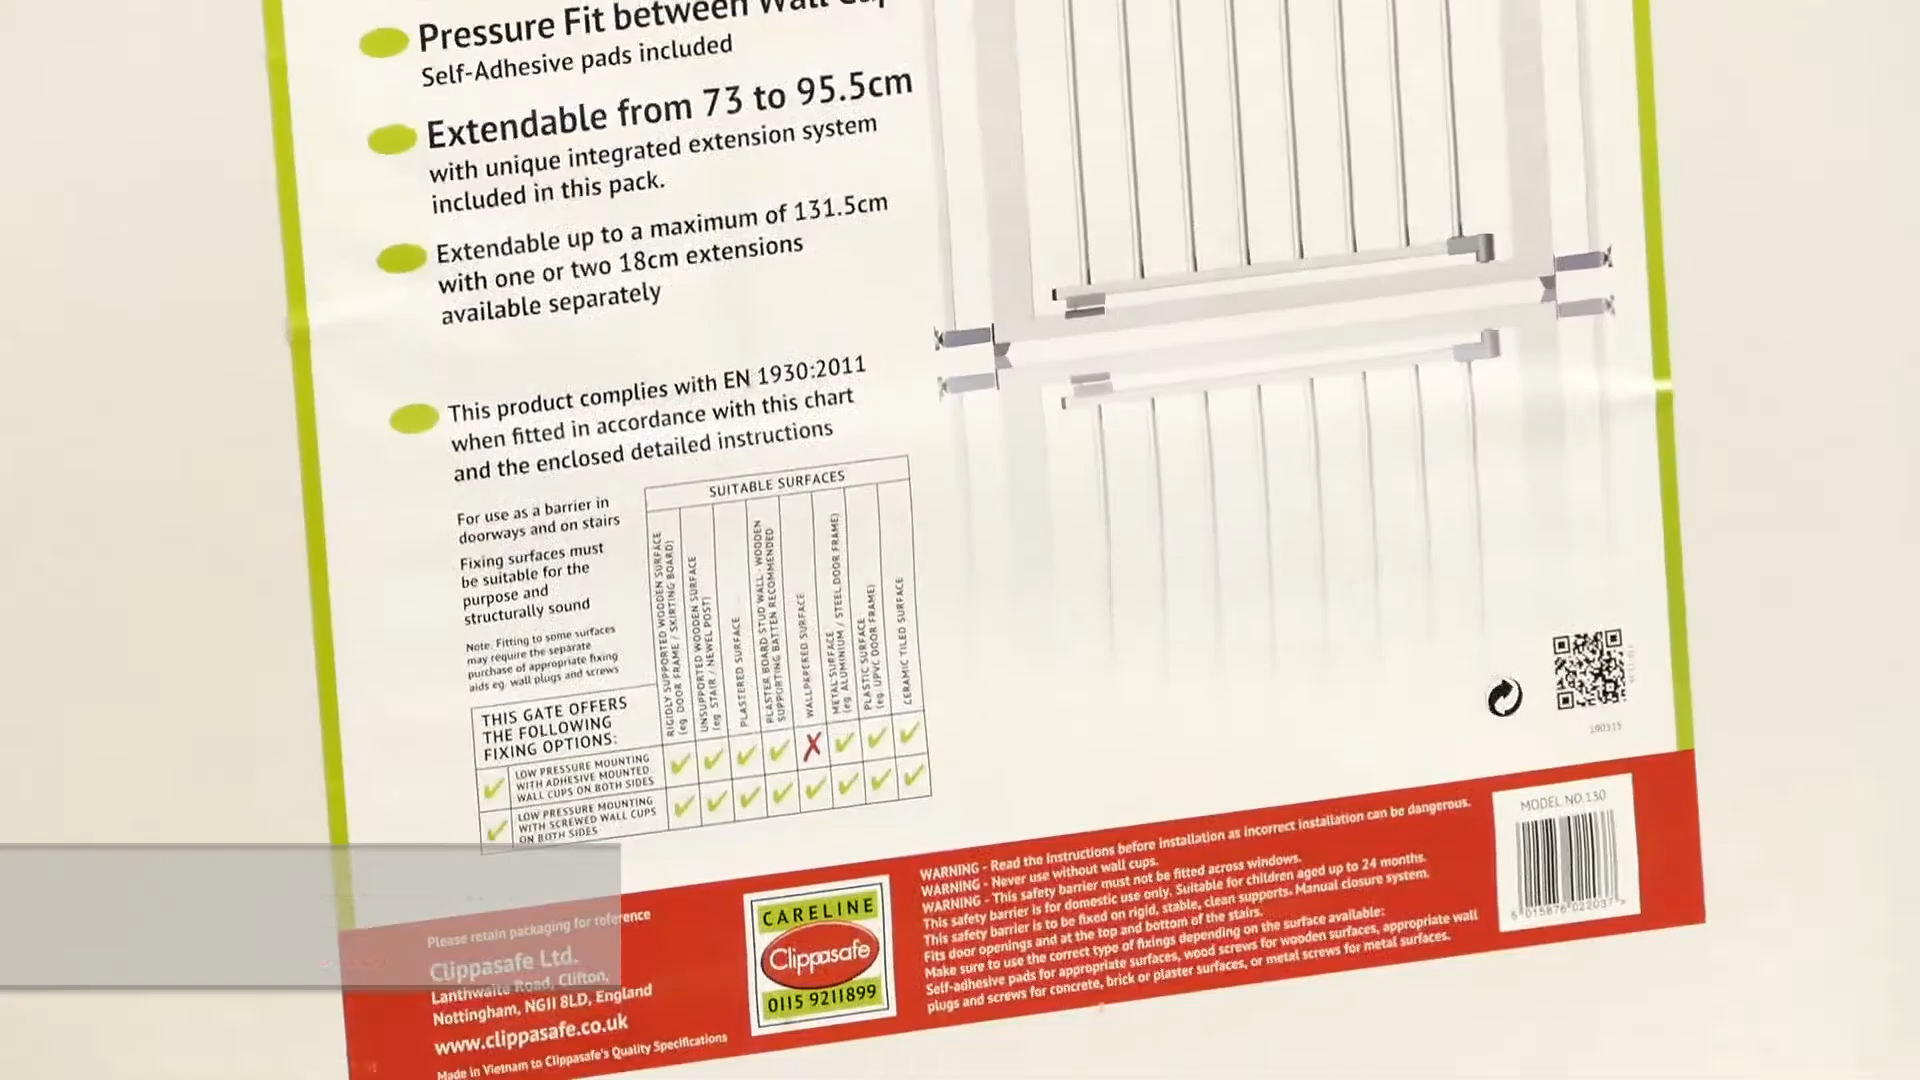 Pressure Fit between Wall Cup
Self-Adhesive pads included
Extendable from 73 to 95.5cm
with unique integrated extension system
included in this pack.
Extendable up to a maximum of 131.5cm
with one or two 18cm extensions
available separately
This product complies with EN 1930:2011
when fitted in accordance with this chart
and the enclosed detailed instructions
For use as a barrier in
doorways and on stairs
Fixing surfaces must
be suitable for the
purpose and
structurally sound
Note. Fitting to some surfaces
may require the separate
purchase of appropriate fixing
aids eg. wall plugs and screws
SUITABLE SURFACES
RIGIDLY SUPPORTED WOODEN SURFACE
(eg DOOR FRAME / SKIRTING BOARD)
UNSUPPORTED WOODEN SURFACE
(eg STAIR / NEWEL POST)
PLASTERED SURFACE
PLASTER BOARD STUD WALL - WOODEN
SUPPORTING BATTEN RECOMMENDED
WALLPAPERED SURFACE
METAL SURFACE
(eg ALUMINIUM / STEEL DOOR FRAME)
PLASTIC SURFACE
(eg. UPVC DOOR FRAME)
CERAMIC TILED SURFACE
THIS GATE OFFERS
THE FOLLOWING
FIXING OPTIONS:
LOW PRESSURE MOUNTING
WITH ADHESIVE MOUNTED
WALL CUPS ON BOTH SIDES
LOW PRESSURE MOUNTING
WITH SCREWED WALL CUPS
ON BOTH SIDES
190315
MODEL NO.130
5 015876 022037 >
Please retain packaging for reference
Clippasafe Ltd.
Lanthwaite Road, Clifton,
Nottingham, NG11 8LD, England
www.clippasafe.co.uk
Made in Vietnam to Clippasafe's Quality Specifications
CARELINE
Clippasafe
0115 9211899
WARNING - Read the Instructions before installation as incorrect installation can be dangerous.
WARNING - Never use without wall cups.
WARNING - This safety barrier must not be fitted across windows.
This safety barrier is for domestic use only. Suitable for children aged up to 24 months.
This safety barrier is to be fixed on rigid, stable, clean supports. Manual closure system.
Fits door openings and at the top and bottom of the stairs.
Make sure to use the correct type of fixings depending on the surface available:
Self-adhesive pads for appropriate surfaces, wood screws for wooden surfaces, appropriate wall
plugs and screws for concrete, brick or plaster surfaces, or metal screws for metal surfaces.